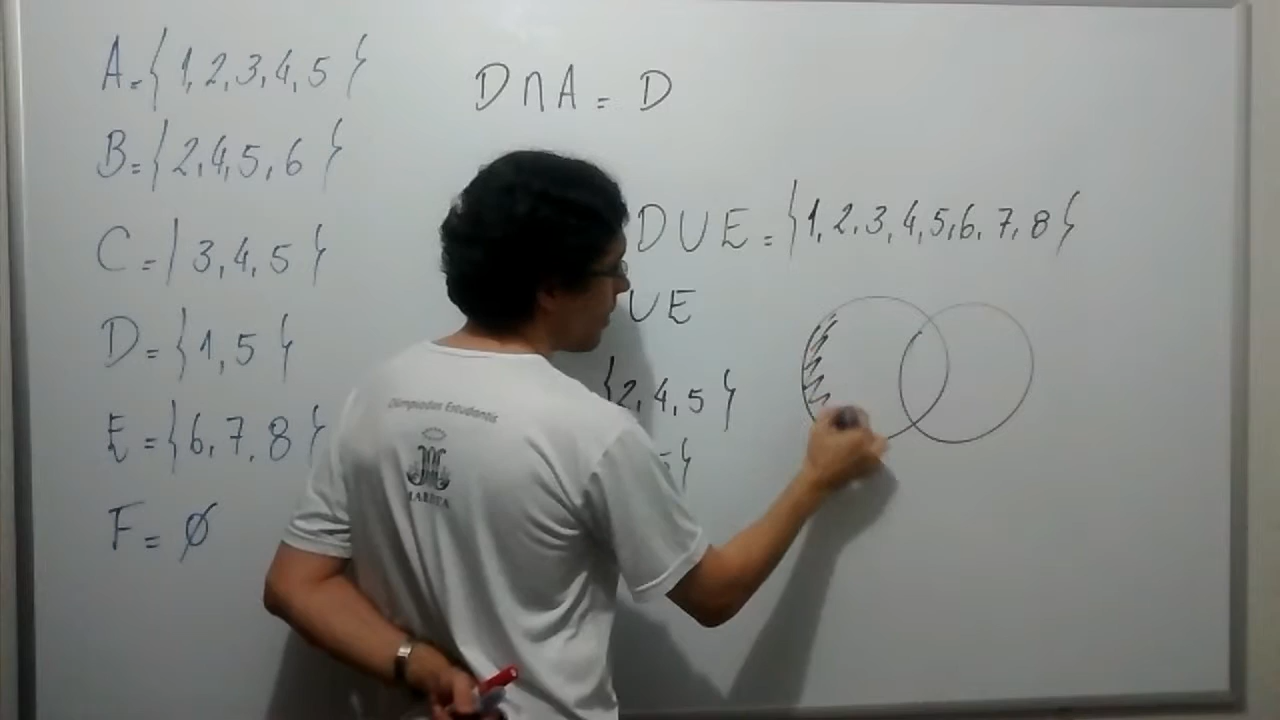 A = { 1, 2, 3, 4, 5 }
B = { 2, 4, 5, 6 }
C = { 3, 4, 5 }
D = { 1, 5 }
E = { 6, 7, 8 }
F = ∅
D ∩ A = D
D U E = { 1, 2, 3, 4, 5, 6, 7, 8 }
U E
{ 2, 4, 5 }
}
Olimpíadas Estudantis